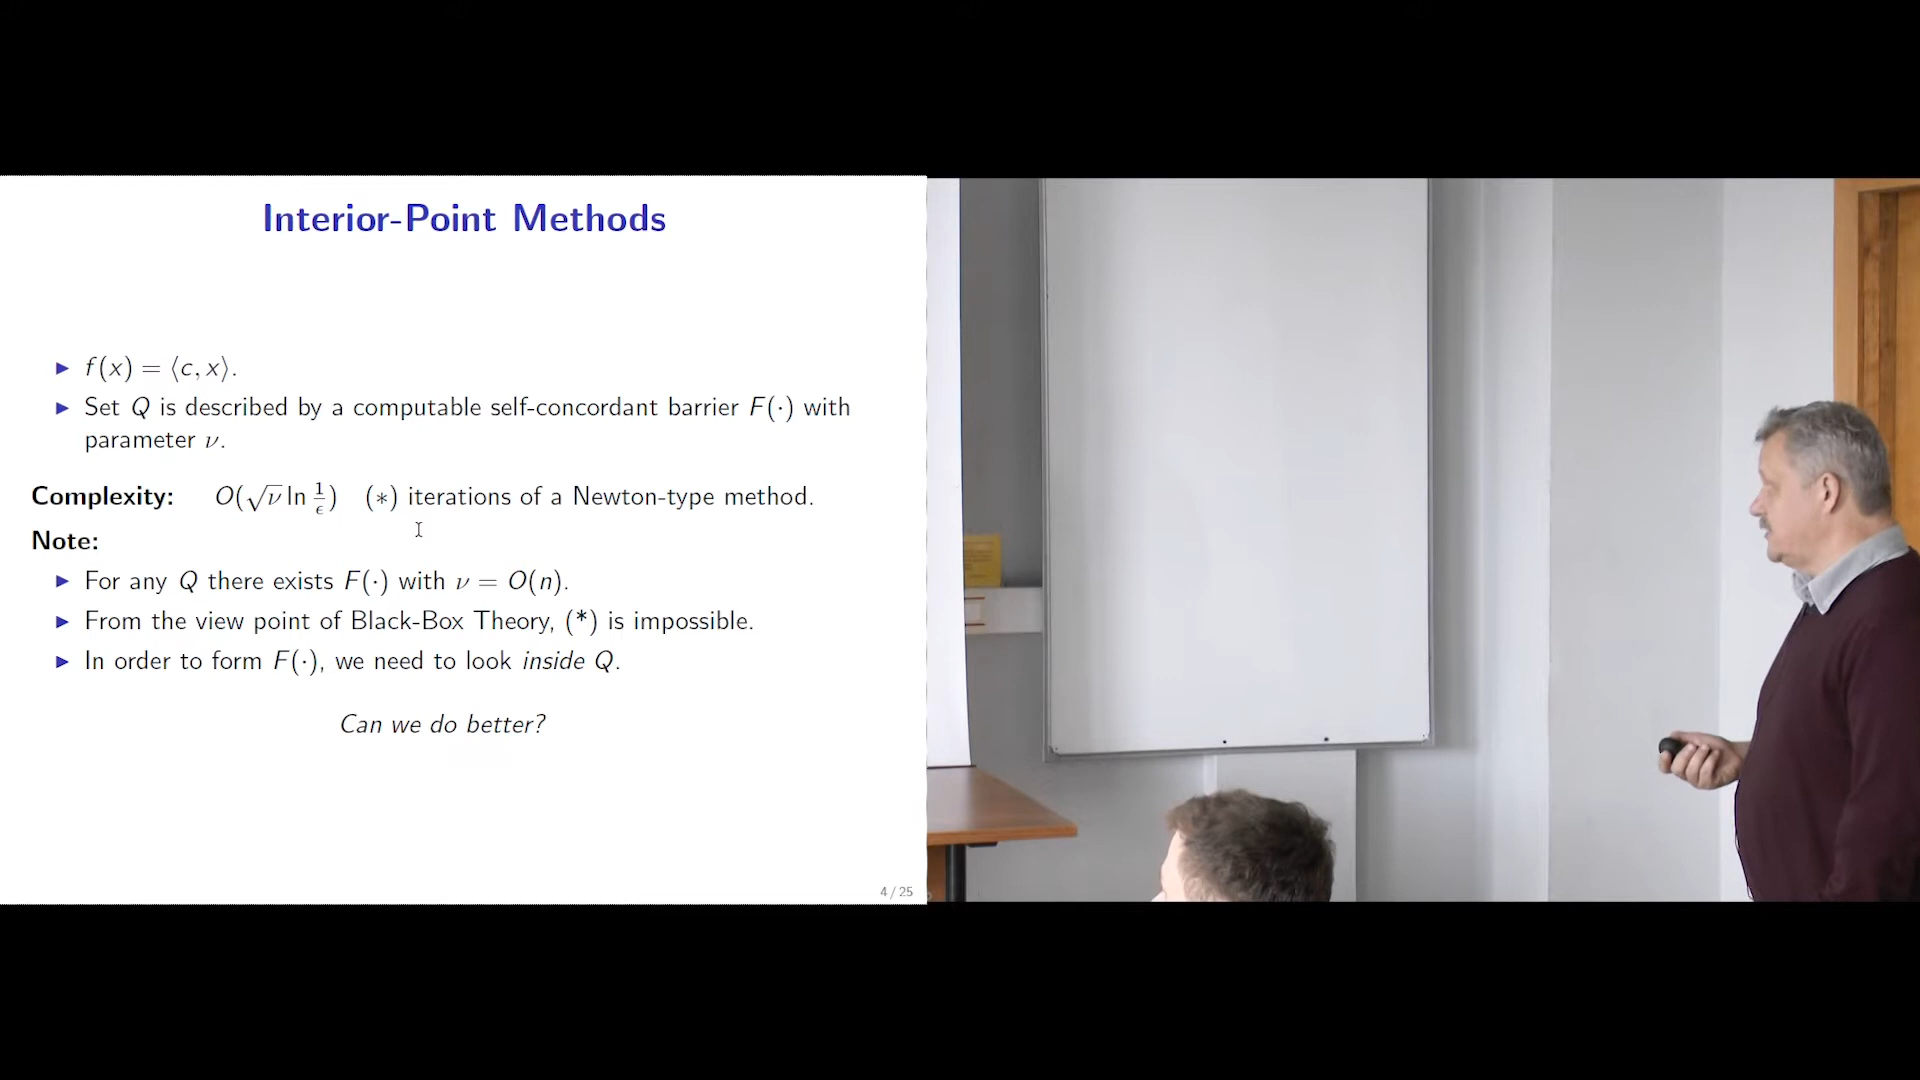 Interior-Point Methods
▶ f(x) = ⟨c, x⟩.
▶ Set Q is described by a computable self-concordant barrier F(·) with
parameter ν.
Complexity: O(√ν ln 1/ϵ) (∗) iterations of a Newton-type method.
Note:
▶ For any Q there exists F(·) with ν = O(n).
▶ From the view point of Black-Box Theory, (*) is impossible.
▶ In order to form F(·), we need to look inside Q.
Can we do better?
4 / 25